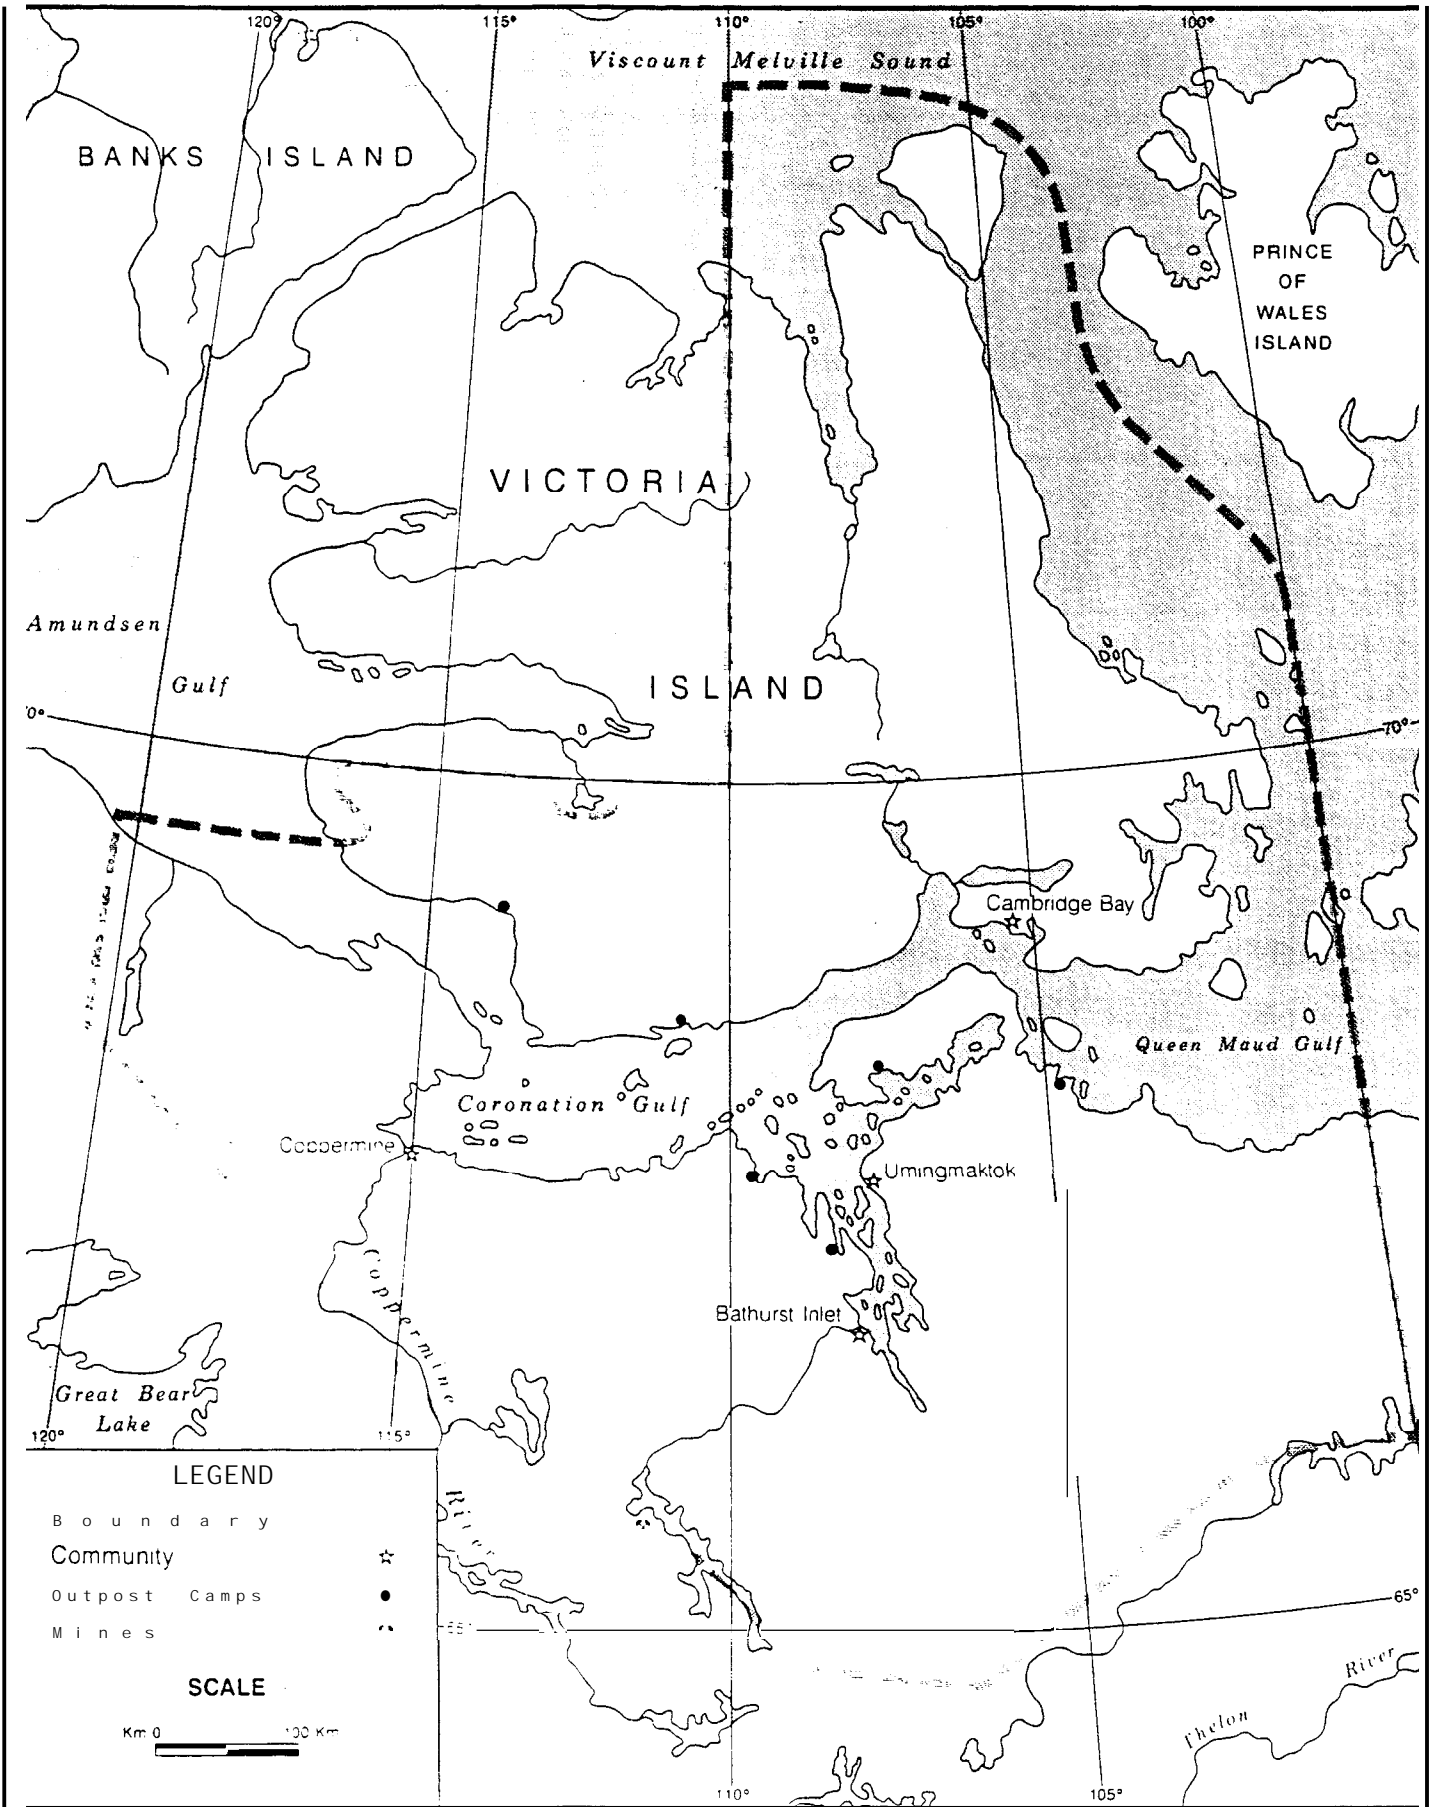 120°
115°
110°
105°
100°
Viscount Melville Sound
BANKS ISLAND
PRINCE
OF
WALES
ISLAND
VICTORIA
Amundsen
Gulf
ISLAND
70°
Cambridge Bay
Queen Maud Gulf
Coronation Gulf
Coppermine
Umingmaktok
Coppermine
Bathurst Inlet
Great Bear
Lake
120°
115°
LEGEND
River
Boundary
Community
Outpost Camps
Mines
65°
65°
SCALE
River
Thelon
Km 0 100 Km
110°
105°